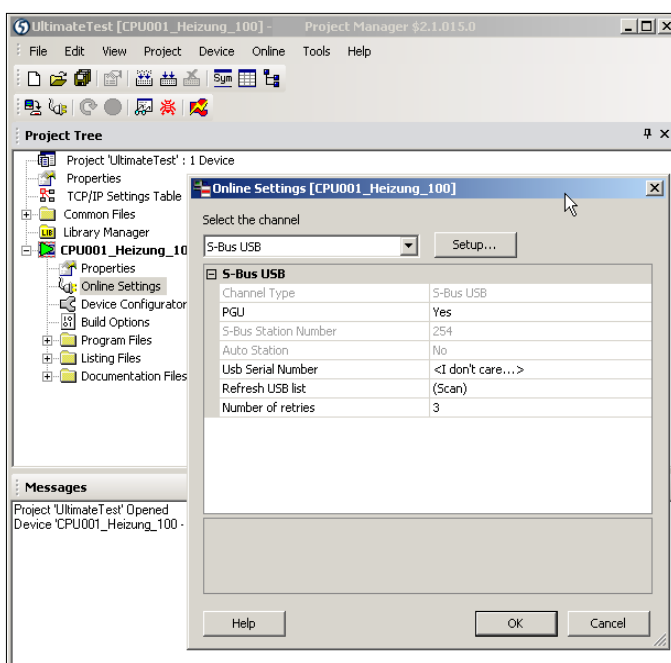 UltimateTest [CPU001_Heizung_100] - Project Manager $2.1.015.0
File Edit View Project Device Online Tools Help
Sym
Project Tree
Project 'UltimateTest' : 1 Device
Properties
TCP/IP Settings Table
Common Files
LIB Library Manager
CPU001_Heizung_10
Properties
Online Settings
Device Configurator
Build Options
Program Files
Listing Files
Documentation Files
Online Settings [CPU001_Heizung_100]
Select the channel
S-Bus USB Setup...
S-Bus USB
Channel Type S-Bus USB
PGU Yes
S-Bus Station Number 254
Auto Station No
Usb Serial Number <I don't care...>
Refresh USB list (Scan)
Number of retries 3
Help OK Cancel
Messages
Project 'UltimateTest' Opened
Device 'CPU001_Heizung_100 -